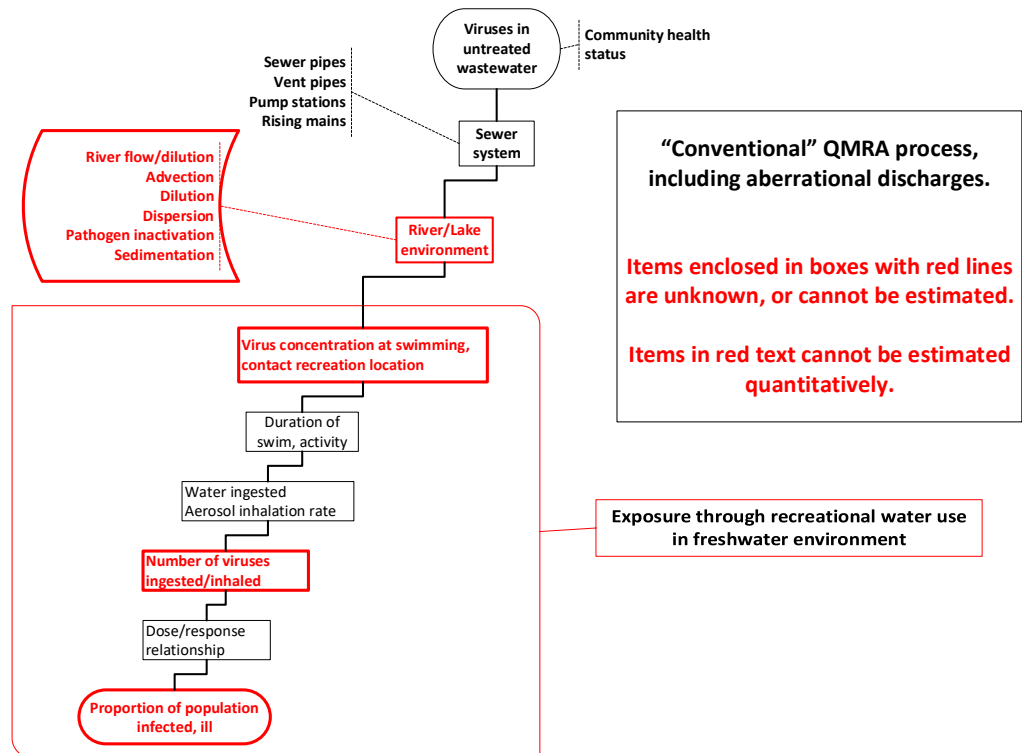 Viruses in
untreated
wastewater
Community health
status
Sewer pipes
Vent pipes
Pump stations
Rising mains
Sewer
system
River flow/dilution
Advection
Dilution
Dispersion
Pathogen inactivation
Sedimentation
River/Lake
environment
“Conventional” QMRA process,
including aberrational discharges.
Items enclosed in boxes with red lines
are unknown, or cannot be estimated.
Items in red text cannot be estimated
quantitatively.
Virus concentration at swimming,
contact recreation location
Duration of
swim, activity
Water ingested
Aerosol inhalation rate
Exposure through recreational water use
in freshwater environment
Number of viruses
ingested/inhaled
Dose/response
relationship
Proportion of population
infected, ill